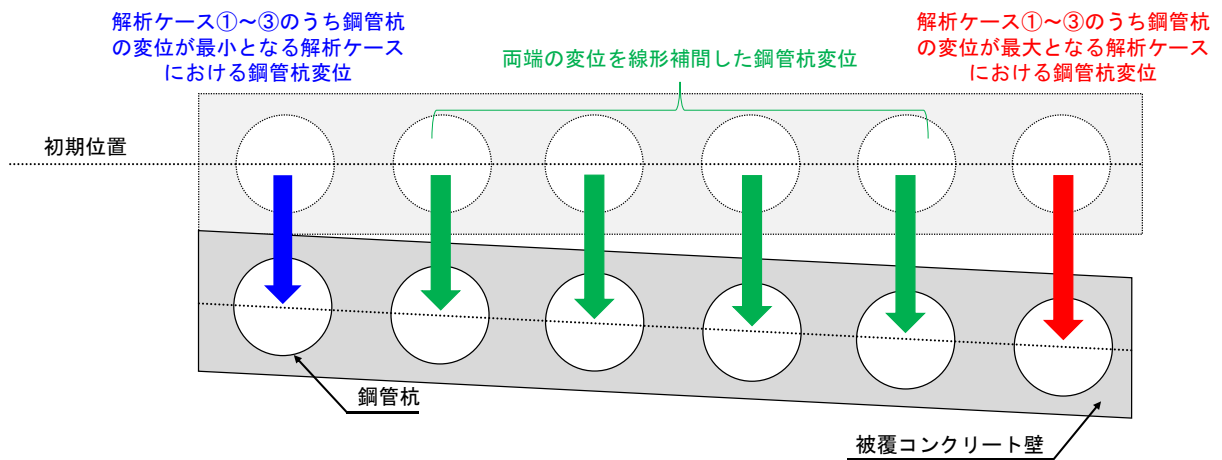 解析ケース①～③のうち鋼管杭
の変位が最小となる解析ケース
における鋼管杭変位
両端の変位を線形補間した鋼管杭変位
解析ケース①～③のうち鋼管杭
の変位が最大となる解析ケース
における鋼管杭変位
初期位置
鋼管杭
被覆コンクリート壁